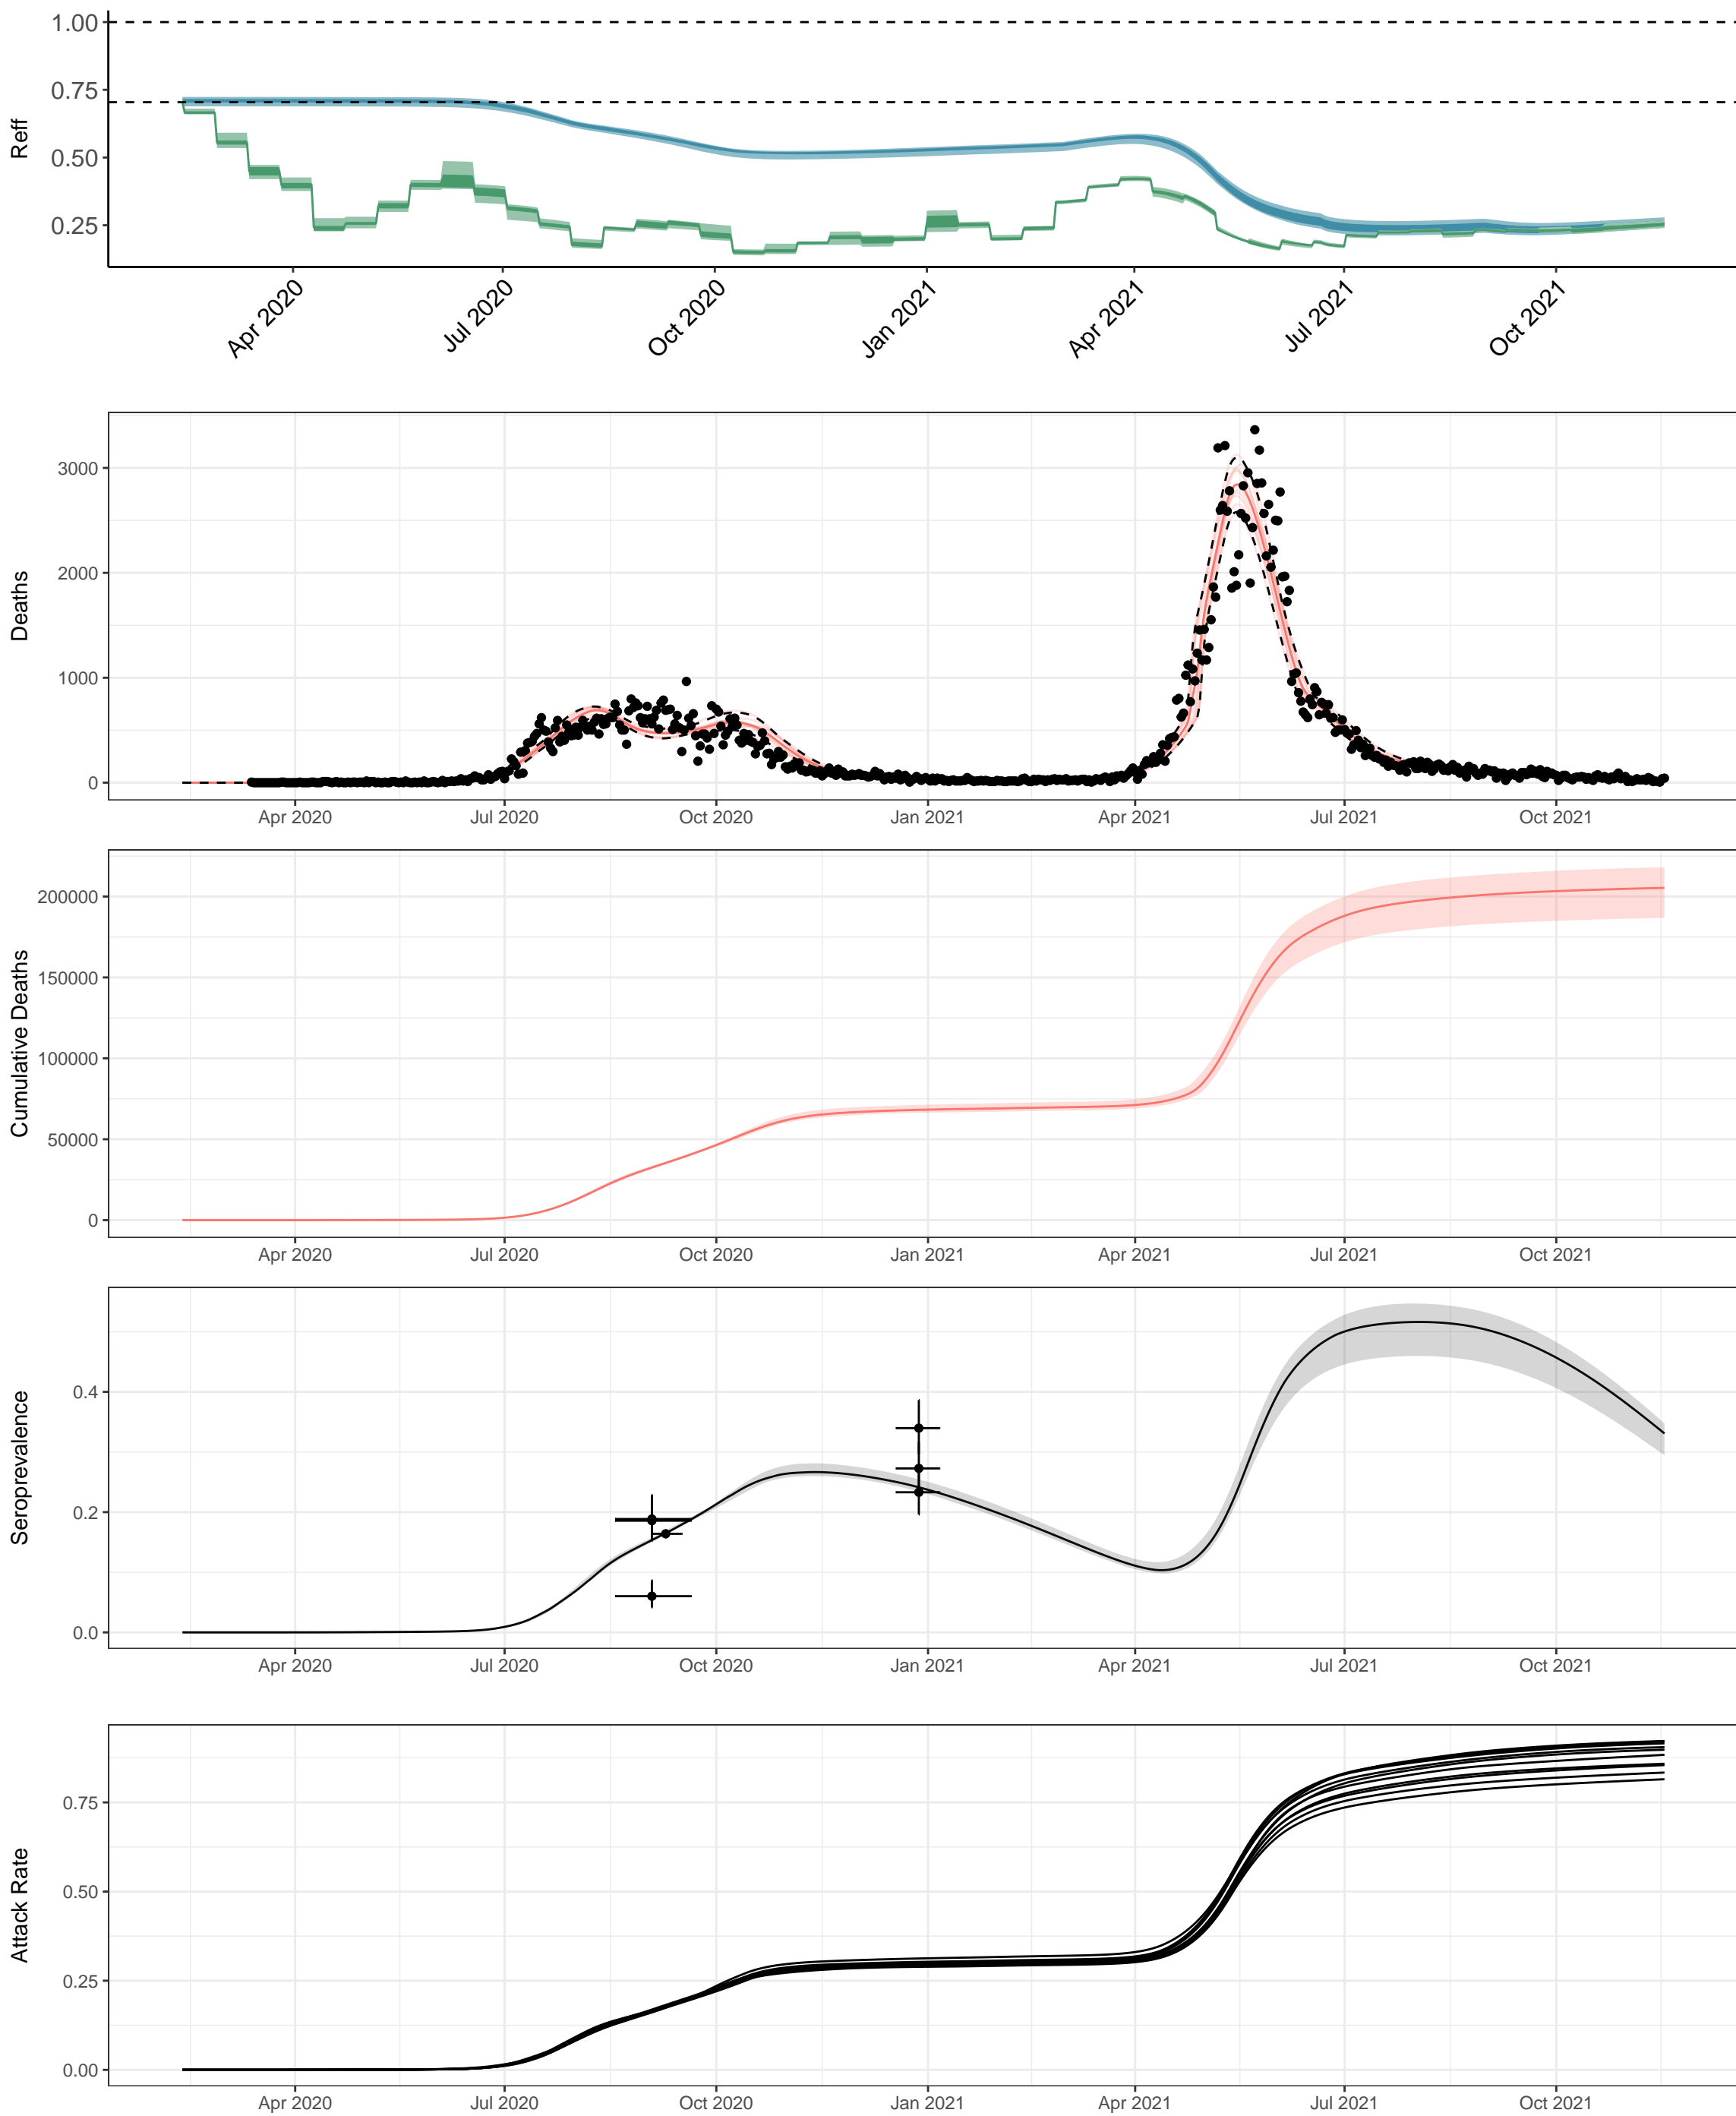 Reff
1.00
0.75
0.50
0.25
Apr 2020
Jul 2020
Oct 2020
Jan 2021
Apr 2021
Jul 2021
Oct 2021
Deaths
3000
2000
1000
0
Apr 2020
Jul 2020
Oct 2020
Jan 2021
Apr 2021
Jul 2021
Oct 2021
Cumulative Deaths
200000
150000
100000
50000
0
Apr 2020
Jul 2020
Oct 2020
Jan 2021
Apr 2021
Jul 2021
Oct 2021
Seroprevalence
0.4
0.2
0.0
Apr 2020
Jul 2020
Oct 2020
Jan 2021
Apr 2021
Jul 2021
Oct 2021
Attack Rate
0.75
0.50
0.25
0.00
Apr 2020
Jul 2020
Oct 2020
Jan 2021
Apr 2021
Jul 2021
Oct 2021